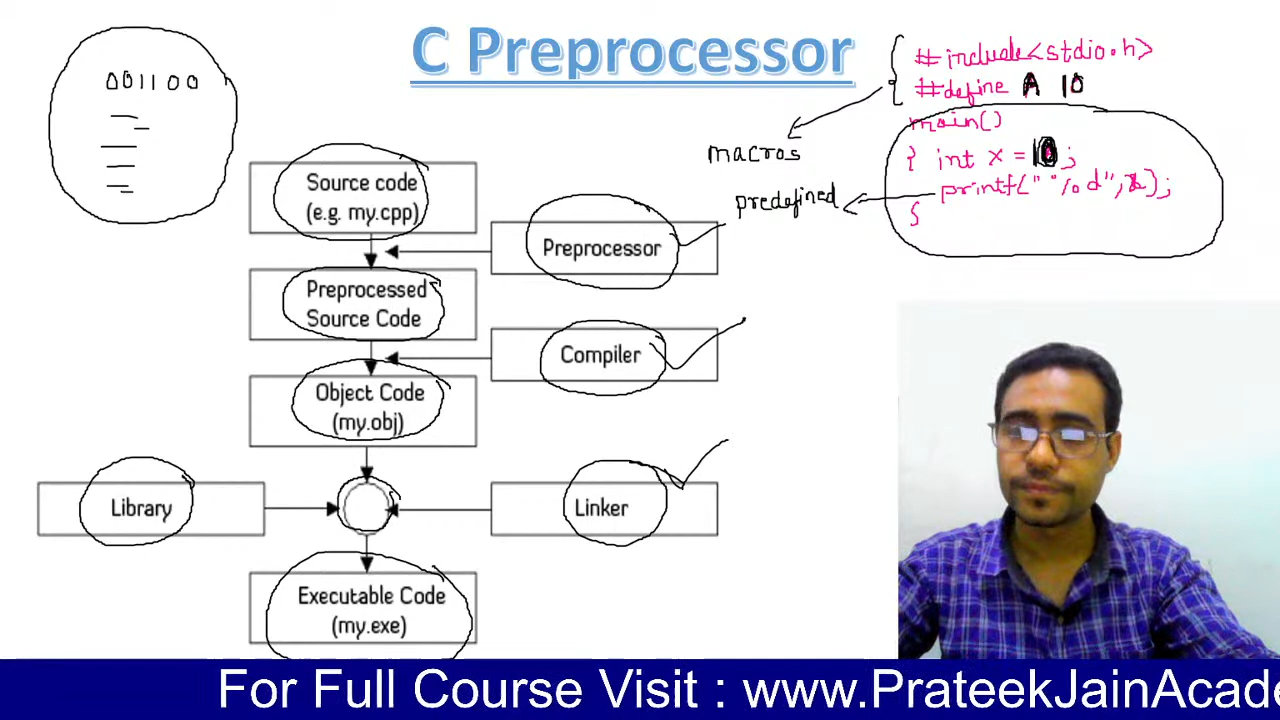 C Preprocessor
#include<stdio.h>
#define A 10
main()
{ int x = 10;
printf("%d",x);
}
macros
predefined
001100
Source code
(e.g. my.cpp)
Preprocessor
Preprocessed
Source Code
Compiler
Object Code
(my.obj)
Library
Linker
Executable Code
(my.exe)
For Full Course Visit : www.PrateekJainAcade